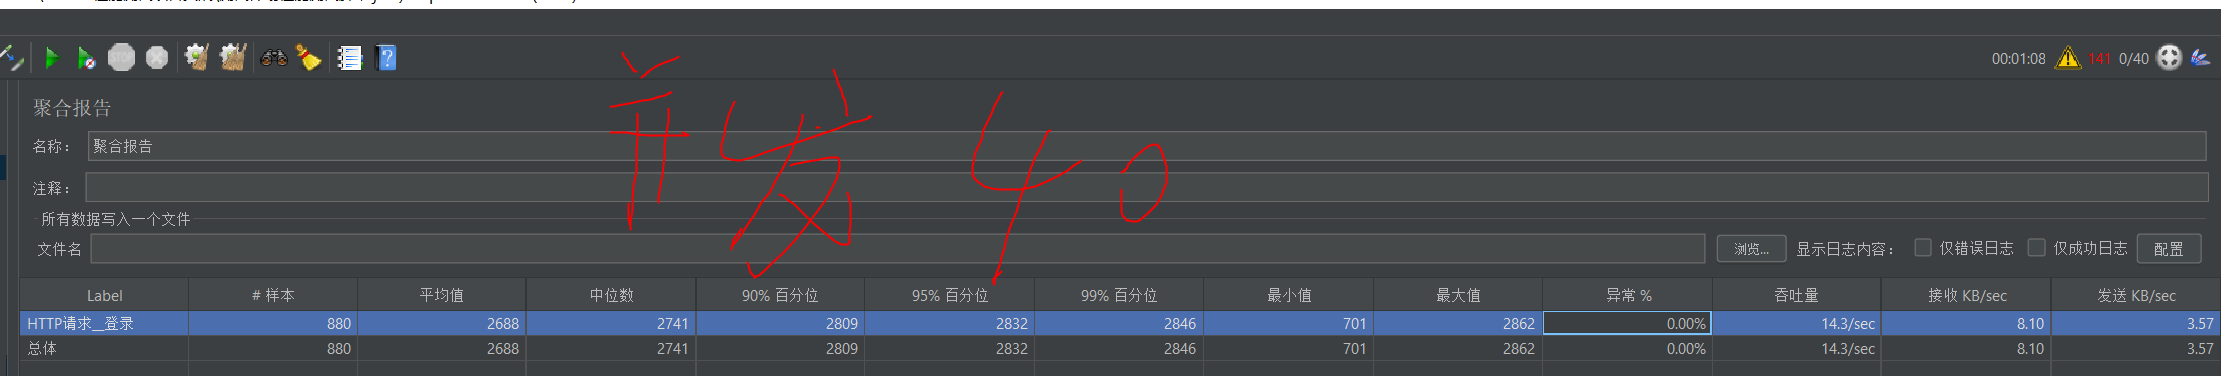 STOP
00:01:08 141 0/40
聚合报告
名称： 聚合报告
注释：
所有数据写入一个文件
文件名 浏览... 显示日志内容： 仅错误日志 仅成功日志 配置
开发 40
Label # 样本 平均值 中位数 90% 百分位 95% 百分位 99% 百分位 最小值 最大值 异常 % 吞吐量 接收 KB/sec 发送 KB/sec
HTTP请求__登录 880 2688 2741 2809 2832 2846 701 2862 0.00% 14.3/sec 8.10 3.57
总体 880 2688 2741 2809 2832 2846 701 2862 0.00% 14.3/sec 8.10 3.57